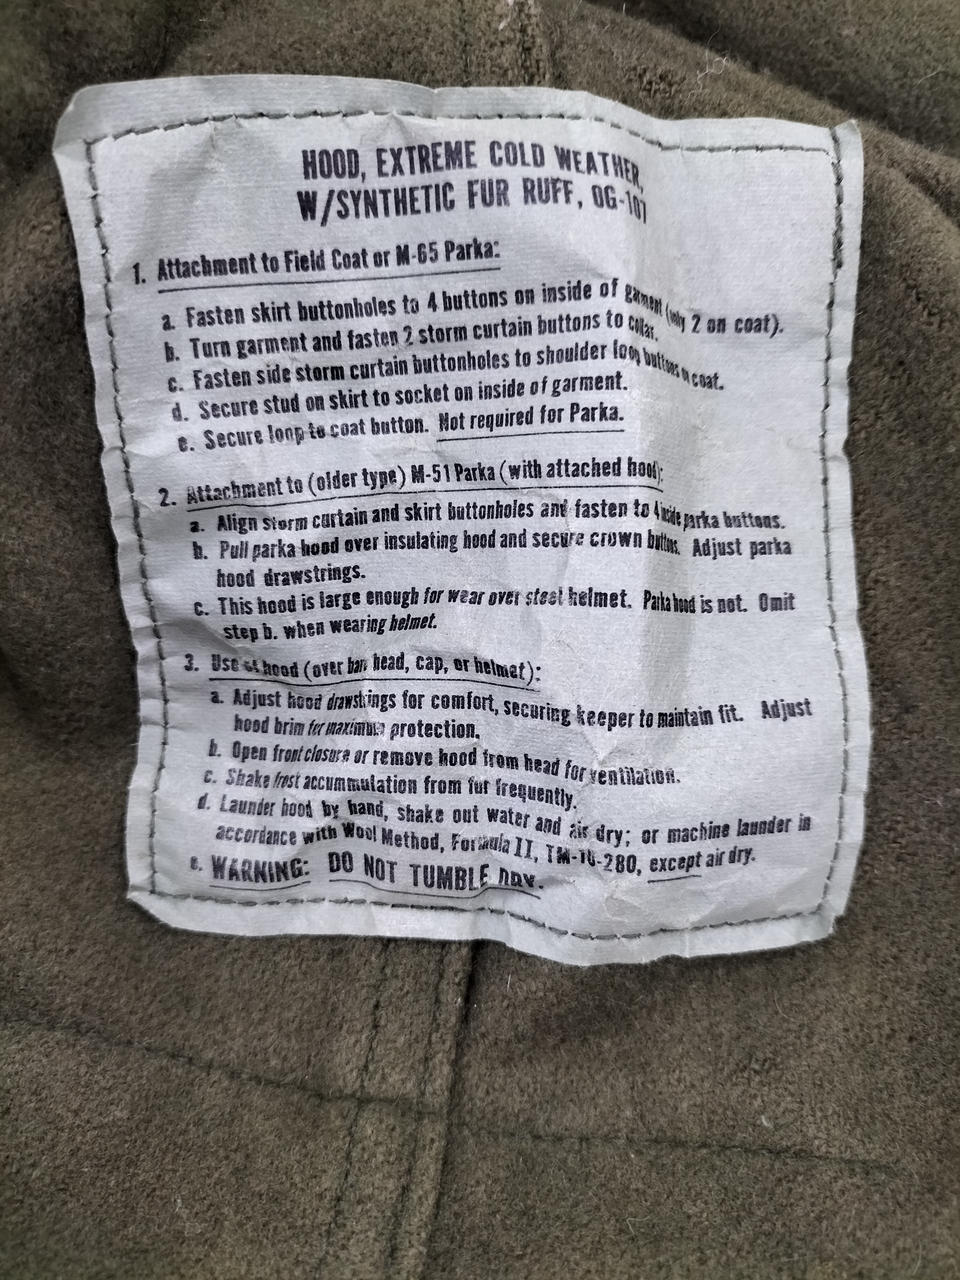 HOOD, EXTREME COLD WEATHER,
W/SYNTHETIC FUR RUFF, OG-107
1. Attachment to Field Coat or M-65 Parka:
a. Fasten skirt buttonholes to 4 buttons on inside of garment (only 2 on coat).
b. Turn garment and fasten 2 storm curtain buttons to collar.
c. Fasten side storm curtain buttonholes to shoulder loop buttons on coat.
d. Secure stud on skirt to socket on inside of garment.
e. Secure loop to coat button. Not required for Parka.
2. Attachment to (older type) M-51 Parka (with attached hood):
a. Align storm curtain and skirt buttonholes and fasten to 4 inside parka buttons.
b. Pull parka hood over insulating hood and secure crown buttons. Adjust parka
hood drawstrings.
c. This hood is large enough for wear over steel helmet. Parka hood is not. Omit
step b. when wearing helmet.
3. Use of hood (over bare head, cap, or helmet):
a. Adjust hood drawstrings for comfort, securing keeper to maintain fit. Adjust
hood brim for maximum protection.
b. Open front closure or remove hood from head for ventilation.
c. Shake frost accummulation from fur frequently.
d. Launder hood by hand, shake out water and air dry; or machine launder in
accordance with Wool Method, Formula II, TM-10-280, except air dry.
e. WARNING: DO NOT TUMBLE DRY.